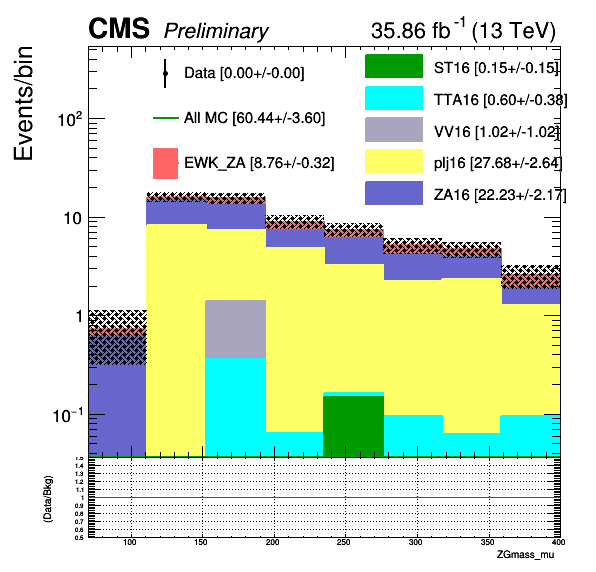 CMS Preliminary 35.86 fb⁻¹ (13 TeV)
Events/bin
Data [0.00+/-0.00]
All MC [60.44+/-3.60]
EWK_ZA [8.76+/-0.32]
ST16 [0.15+/-0.15]
TTA16 [0.60+/-0.38]
VV16 [1.02+/-1.02]
plj16 [27.68+/-2.64]
ZA16 [22.23+/-2.17]
10²
10
1
10⁻¹
(Data/Bkg)
1.5
1.4
1.3
1.2
1.1
1
0.9
0.8
0.7
0.6
0.5
100 150 200 250 300 350 400
ZGmass_mu